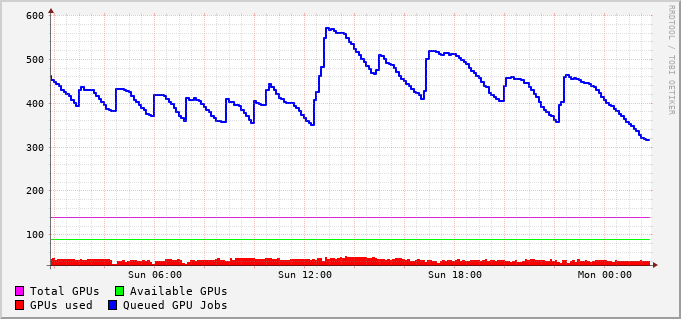 600
500
400
300
200
100
Sun 06:00 Sun 12:00 Sun 18:00 Mon 00:00
Total GPUs Available GPUs
GPUs used Queued GPU Jobs
RRDTOOL / TOBI OETIKER